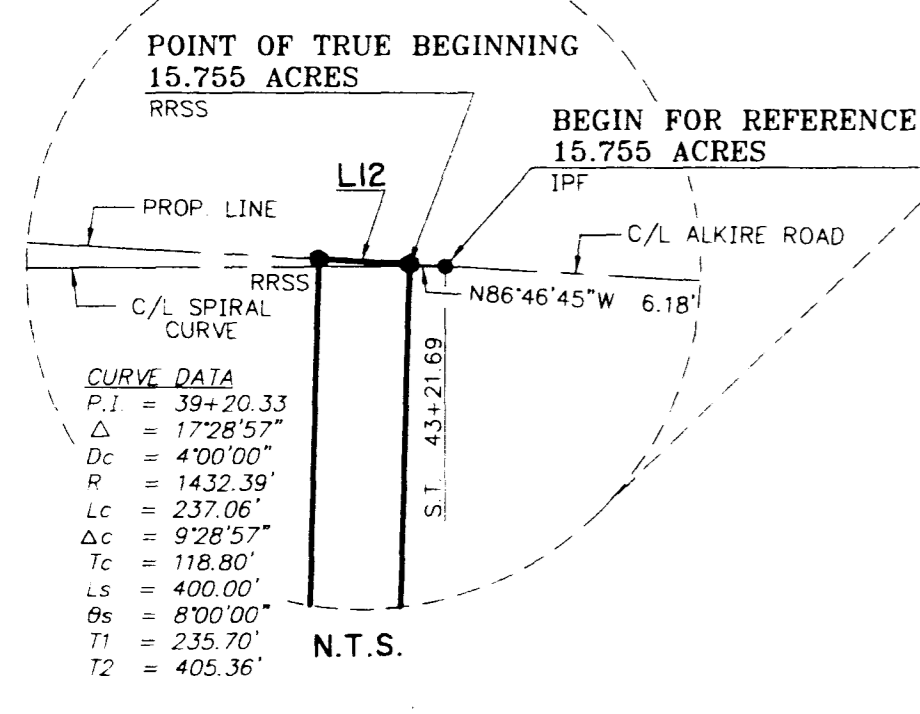 POINT OF TRUE BEGINNING
15.755 ACRES
RRSS
BEGIN FOR REFERENCE
15.755 ACRES
IPF
L12
PROP. LINE
C/L ALKIRE ROAD
RRSS
N86°46'45"W 6.18'
C/L SPIRAL
CURVE
S.T. 43+21.69
CURVE DATA
P.I. = 39+20.33
△ = 17°28'57"
Dc = 4°00'00"
R = 1432.39'
Lc = 237.06'
△c = 9°28'57"
Tc = 118.80'
Ls = 400.00'
θs = 8°00'00"
T1 = 235.70'
T2 = 405.36'
N.T.S.